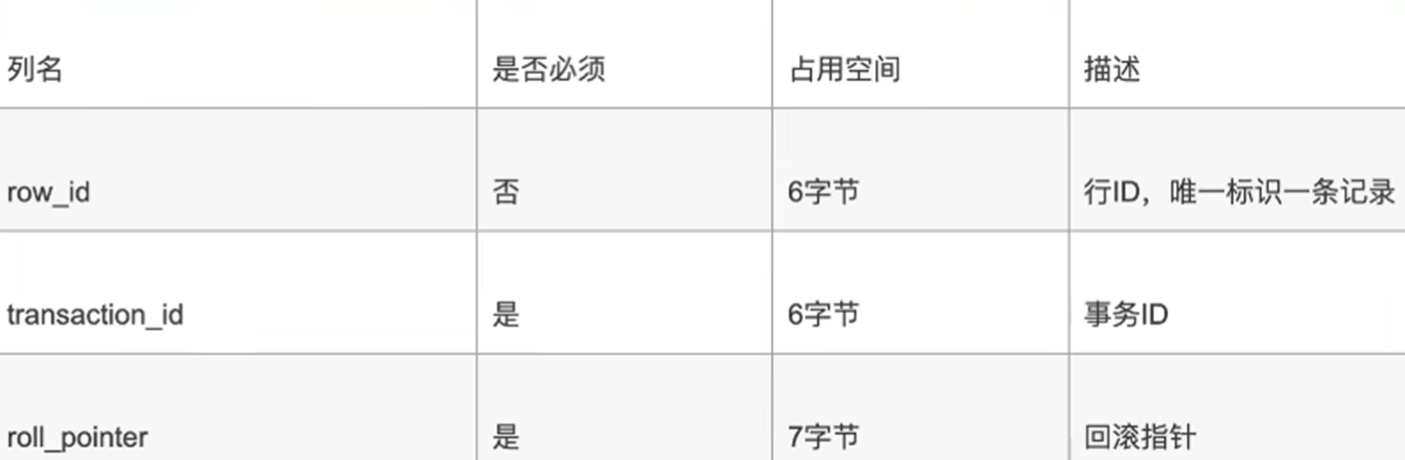 列名 是否必须 占用空间 描述
row_id 否 6字节 行ID，唯一标识一条记录
transaction_id 是 6字节 事务ID
roll_pointer 是 7字节 回滚指针